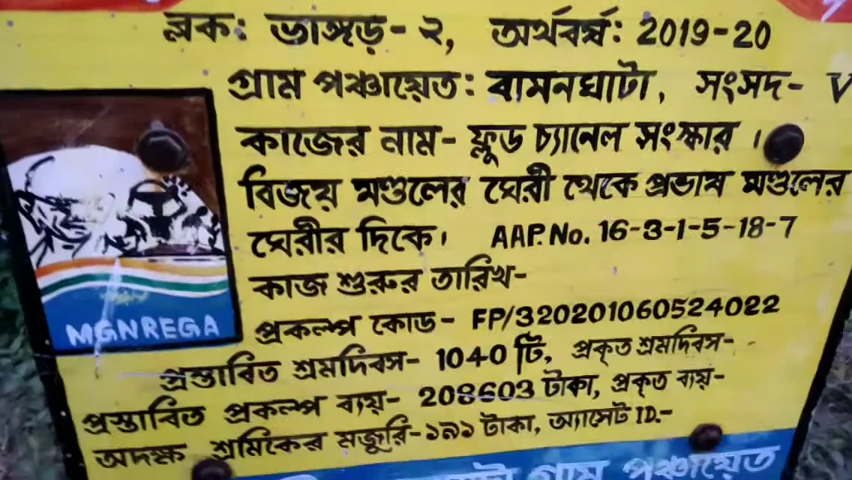 ব্লক: ভাঙ্গড়- ২, অর্থবর্ষ: 2019-20
গ্রাম পঞ্চায়েত: বামনঘাটা, সংসদ- V
কাজের নাম- ফ্লুড চ্যানেল সংস্কার ।
বিজয় মণ্ডলের ঘেরী থেকে প্রভাষ মণ্ডলের
ঘেরীর দিকে। AAP. No. 16-3-1-5-18-7
কাজ শুরুর তারিখ-
প্রকল্প কোড- FP/320201060524022
প্রস্তাবিত শ্রমদিবস- 1040 টি, প্রকৃত শ্রমদিবস-
প্রস্তাবিত প্রকল্প ব্যয়- 208603 টাকা, প্রকৃত ব্যয়-
অদক্ষ শ্রমিকের মজুরি-১৯১ টাকা, অ্যাসেট ID.-
গ্রাম পঞ্চায়েত
MGNREGA